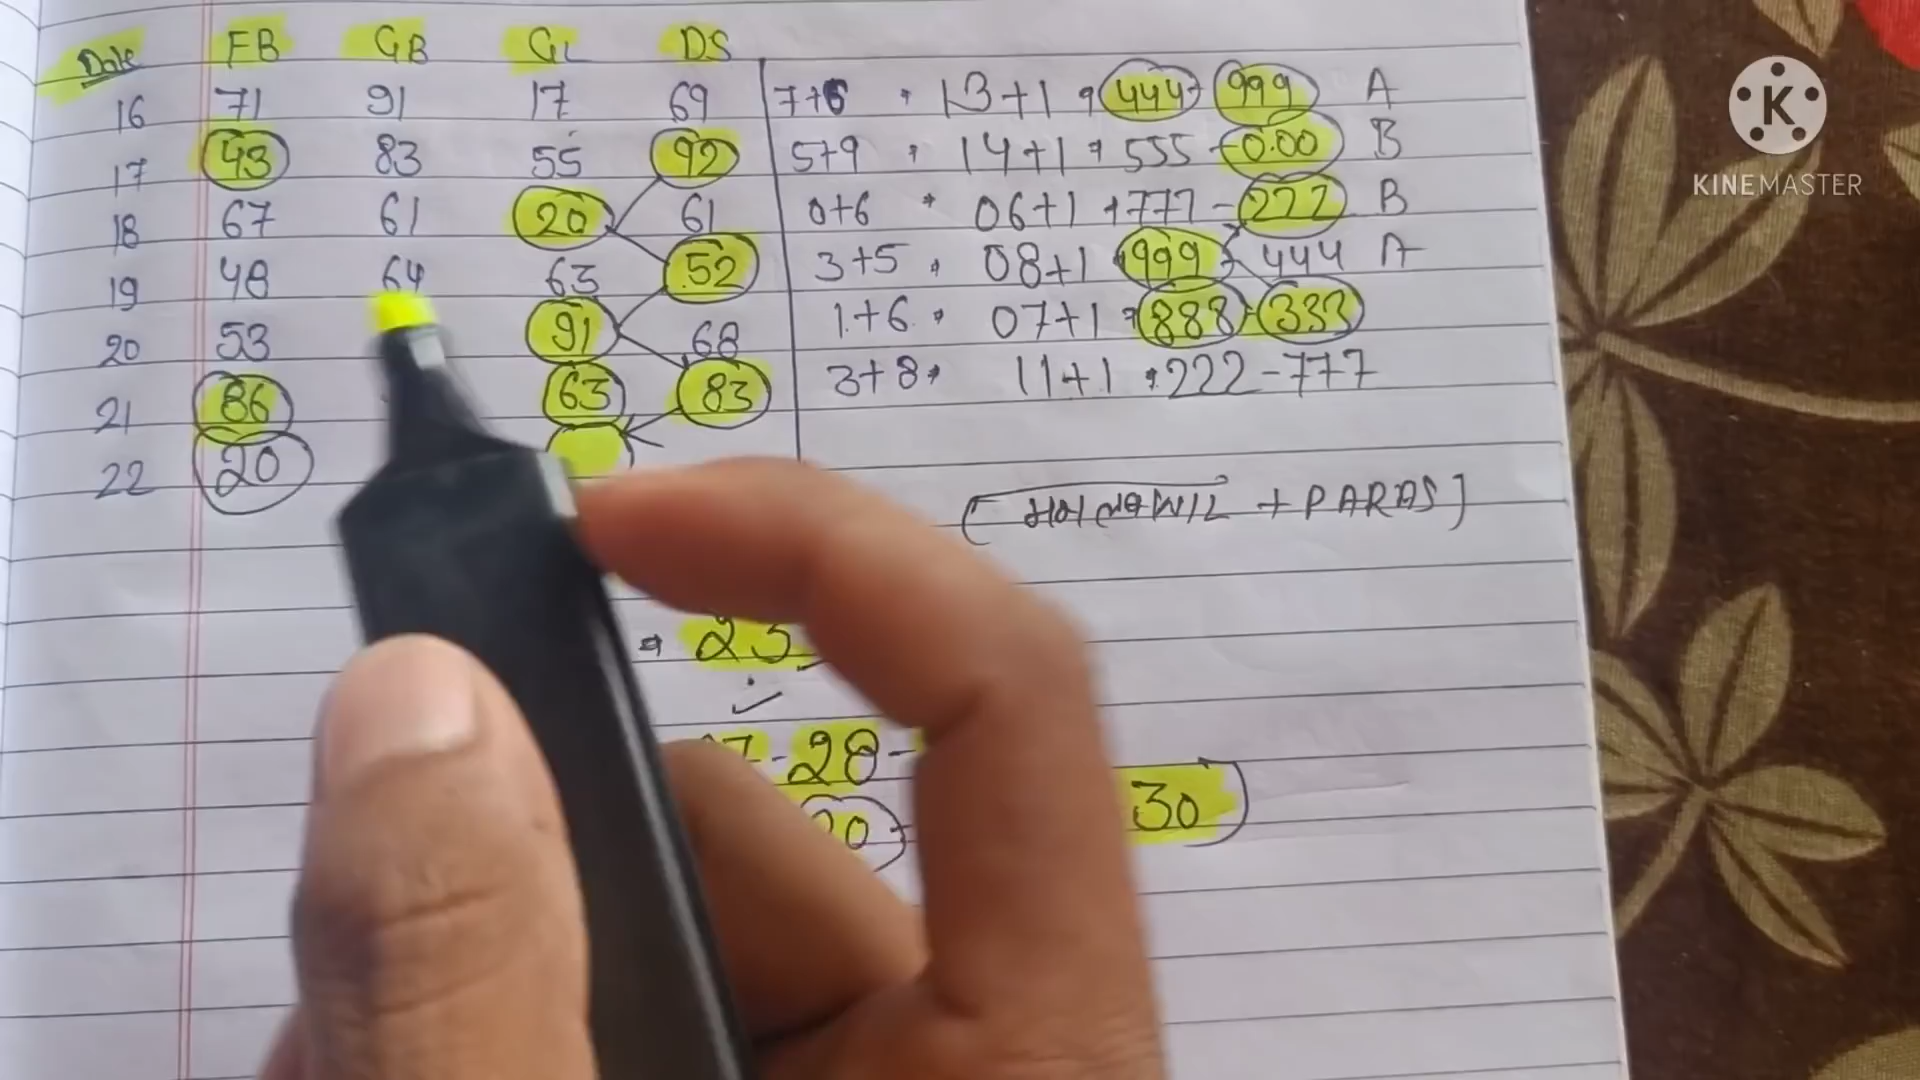 Date FB GB GL DS
16 71 91 17 69 7+6 13+1 444 - 999 A
17 43 83 55 92 5+9 14+1 555 - 000 B
18 67 61 20 61 0+6 06+1 777 - 222 B
19 48 64 63 52 3+5 08+1 999 - 444 A
20 53 91 68 1+6 07+1 888 - 333
21 86 63 83 3+8 11+1 222 - 777
22 20
+ PARAS]
- 28 -
30
KINEMASTER